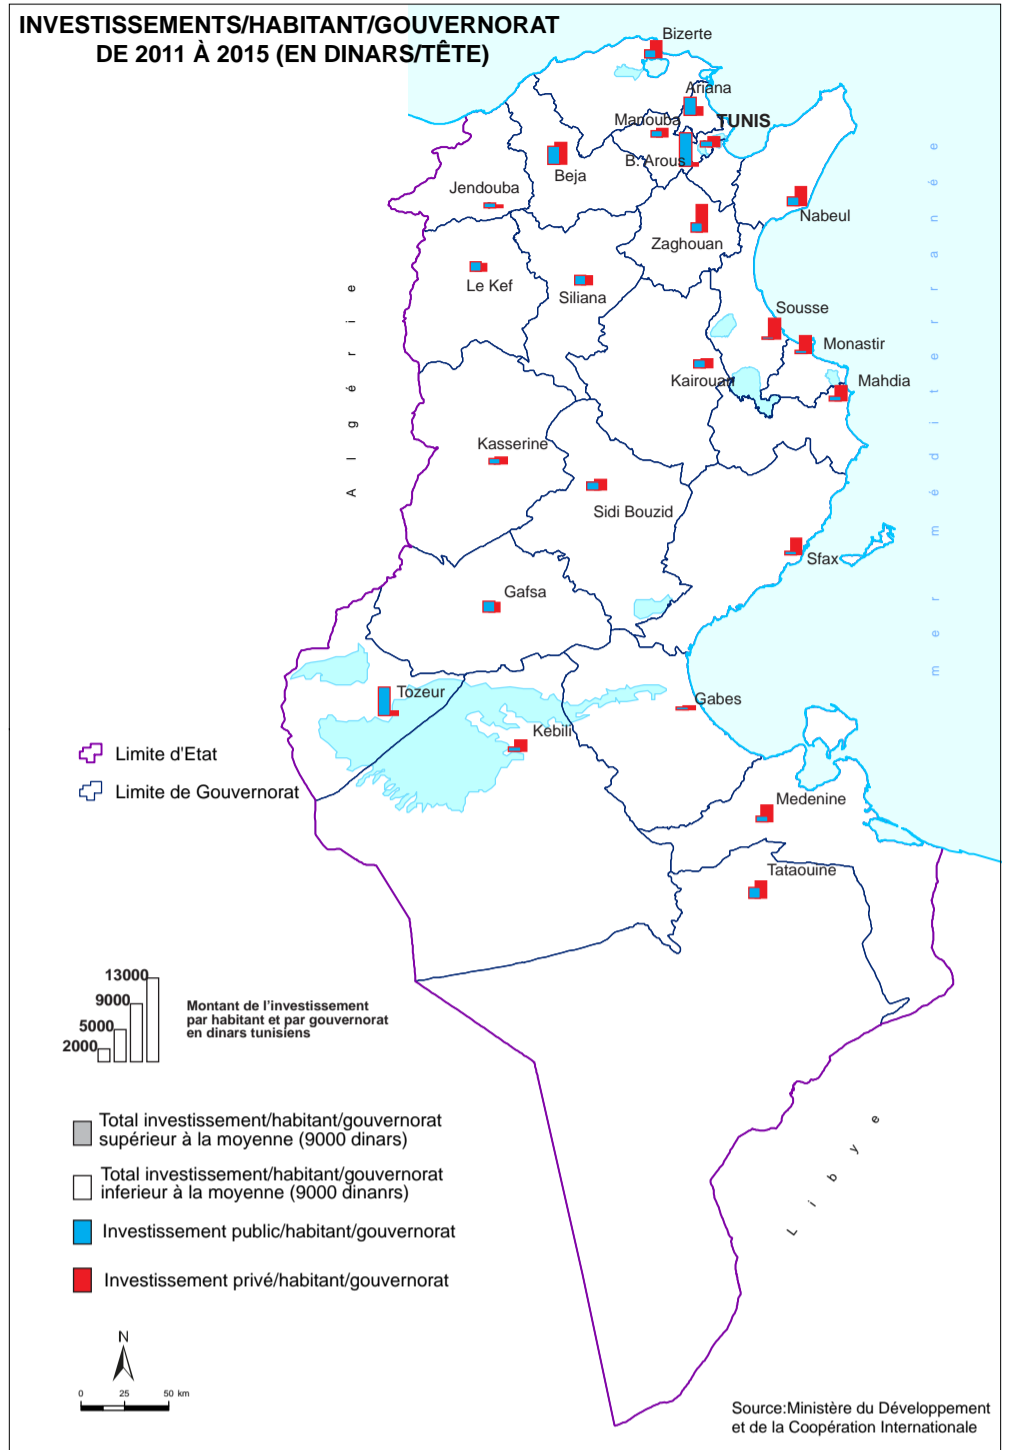 INVESTISSEMENTS/HABITANT/GOUVERNORAT
DE 2011 À 2015 (EN DINARS/TÊTE)
Bizerte
Ariana
Manouba
TUNIS
B. Arous
Beja
Jendouba
Nabeul
Zaghouan
Le Kef
Siliana
Sousse
Monastir
Kairouan
Mahdia
Kasserine
Sidi Bouzid
Sfax
Gafsa
Tozeur
Gabes
Kebili
Medenine
Tataouine
Algérie
mer méditerranée
Libye
Limite d'Etat
Limite de Gouvernorat
13000
9000
5000
2000
Montant de l'investissement
par habitant et par gouvernorat
en dinars tunisiens
Total investissement/habitant/gouvernorat
supérieur à la moyenne (9000 dinars)
Total investissement/habitant/gouvernorat
inferieur à la moyenne (9000 dinanrs)
Investissement public/habitant/gouvernorat
Investissement privé/habitant/gouvernorat
N
0 25 50 km
Source:Ministère du Développement
et de la Coopération Internationale